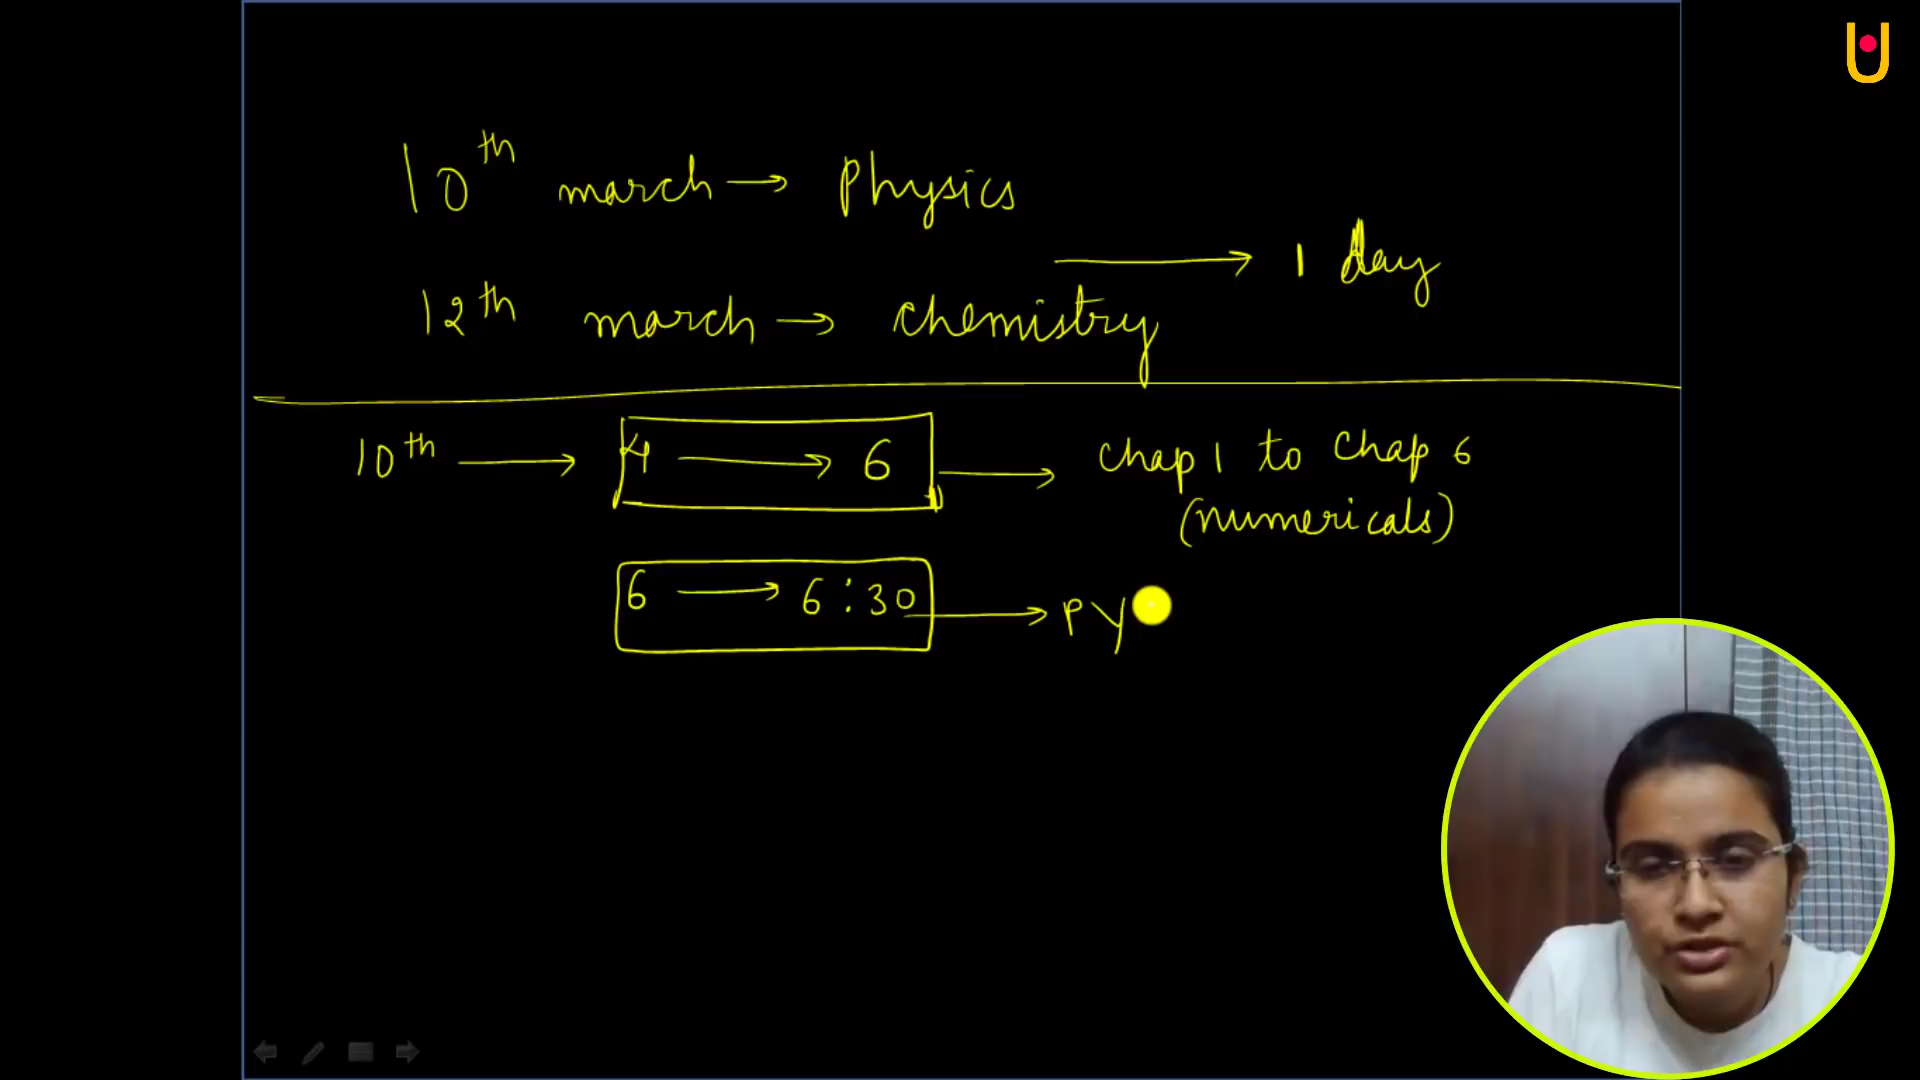 10th march → Physics
→ 1 day
12th march → chemistry
10th → 4 → 6 → chap 1 to chap 6
(numericals)
6 → 6:30 → PY